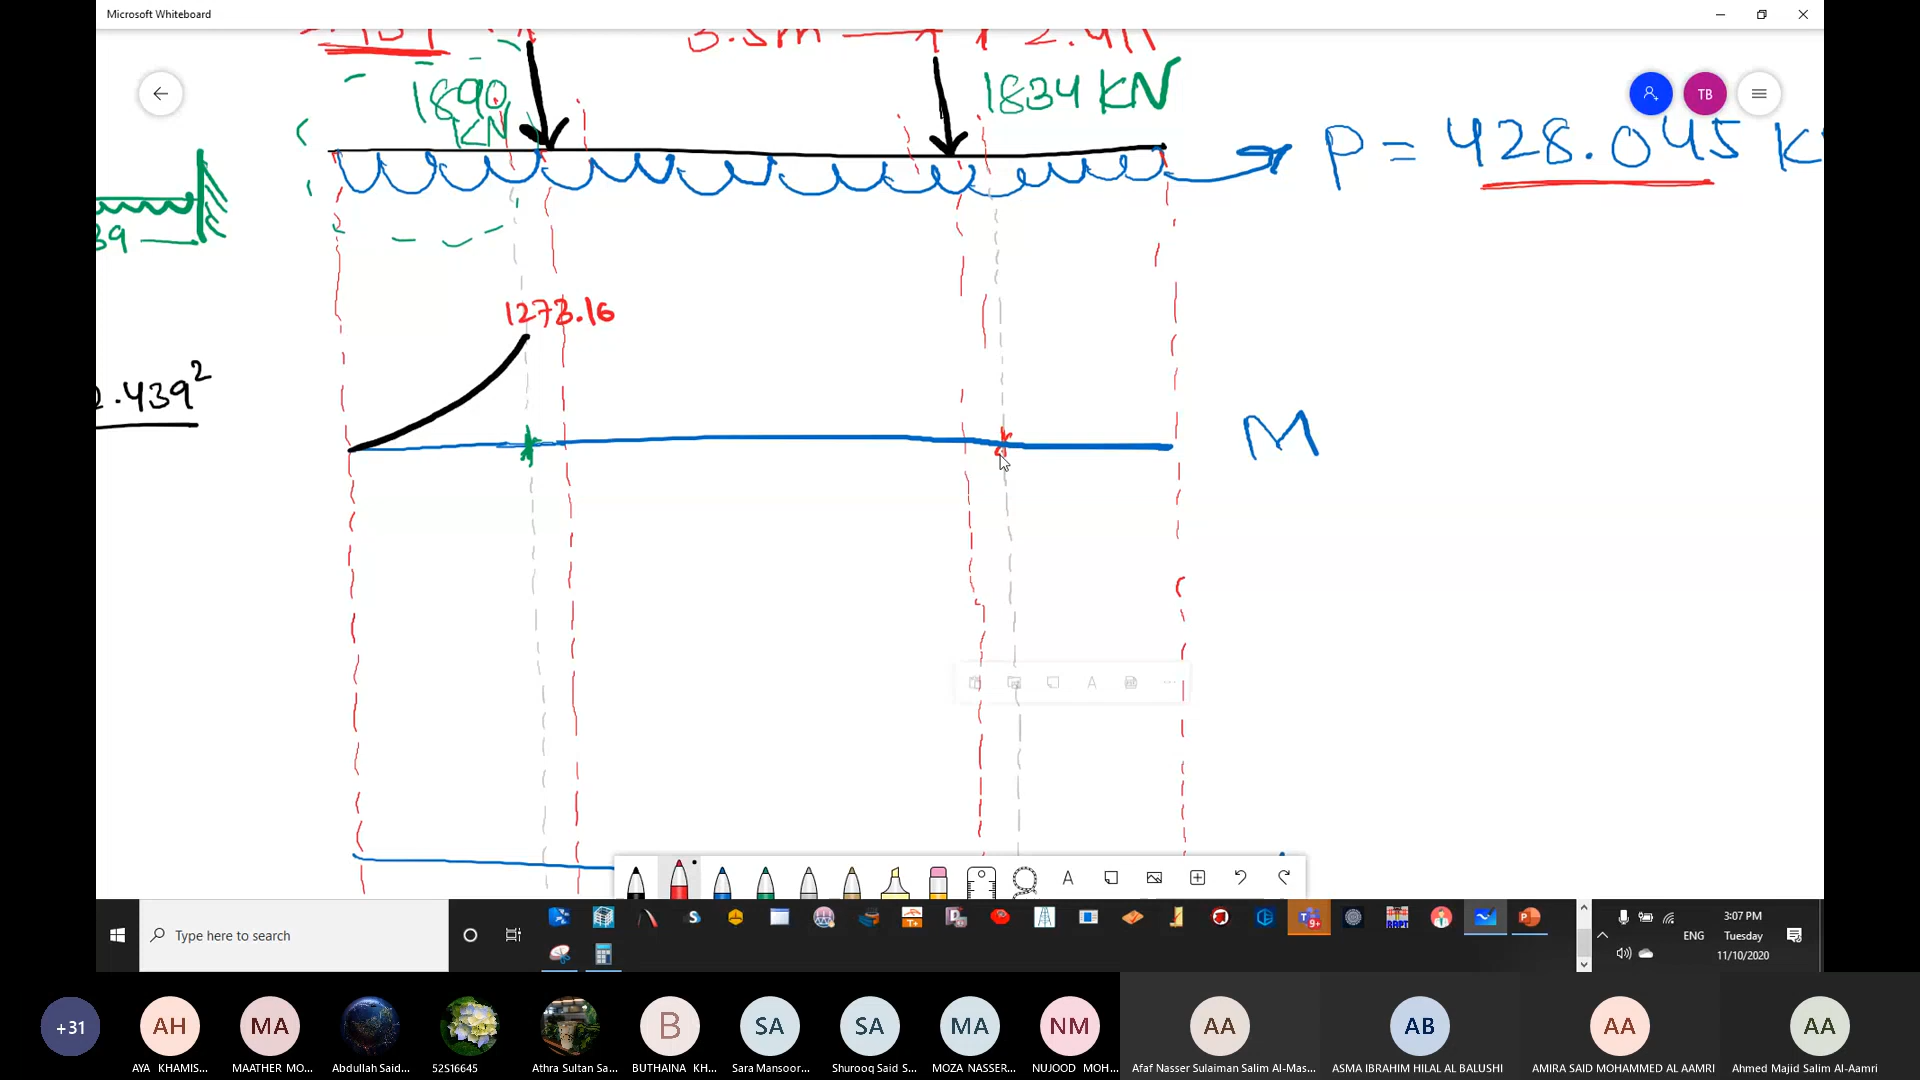 Microsoft Whiteboard
1890 KN
1834 KN
P = 428.045 K
TB
39
1273.16
2.439²
M
Type here to search
ENG
3:07 PM
Tuesday
11/10/2020
+31
AH
MA
B
SA
SA
MA
NM
AA
AB
AA
AA
AYA KHAMIS...
MAATHER MO...
Abdullah Said...
52S16645
Athra Sultan Sa...
BUTHAINA KH...
Sara Mansoor...
Shurooq Said S...
MOZA NASSER...
NUJOOD MOH...
Afaf Nasser Sulaiman Salim Al-Mas...
ASMA IBRAHIM HILAL AL BALUSHI
AMIRA SAID MOHAMMED AL AAMRI
Ahmed Majid Salim Al-Aamri